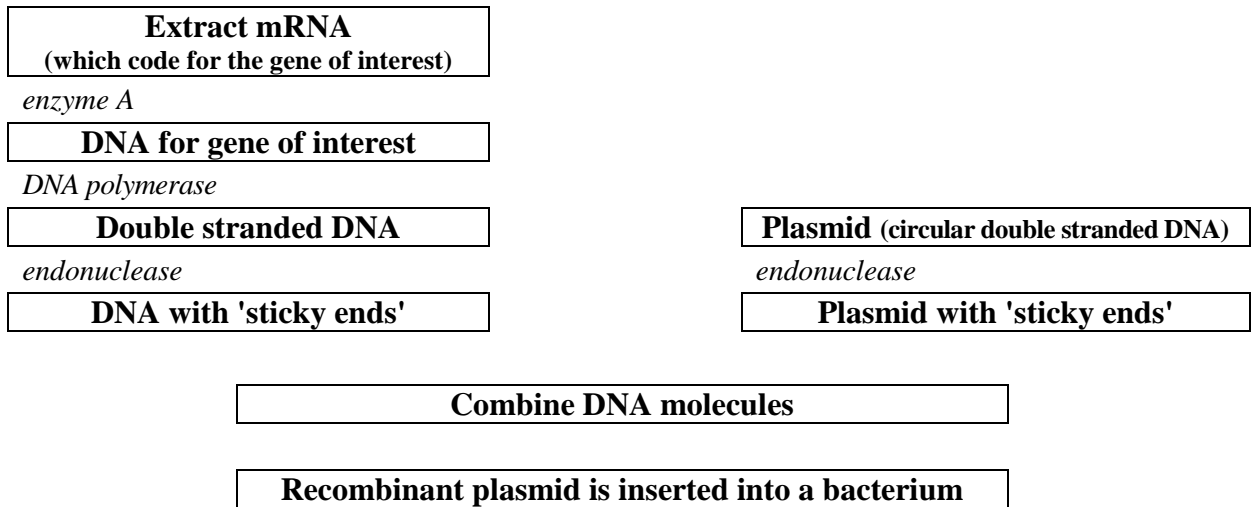 Extract mRNA
(which code for the gene of interest)
enzyme A
DNA for gene of interest
DNA polymerase
Double stranded DNA
Plasmid (circular double stranded DNA)
endonuclease
endonuclease
DNA with 'sticky ends'
Plasmid with 'sticky ends'
Combine DNA molecules
Recombinant plasmid is inserted into a bacterium